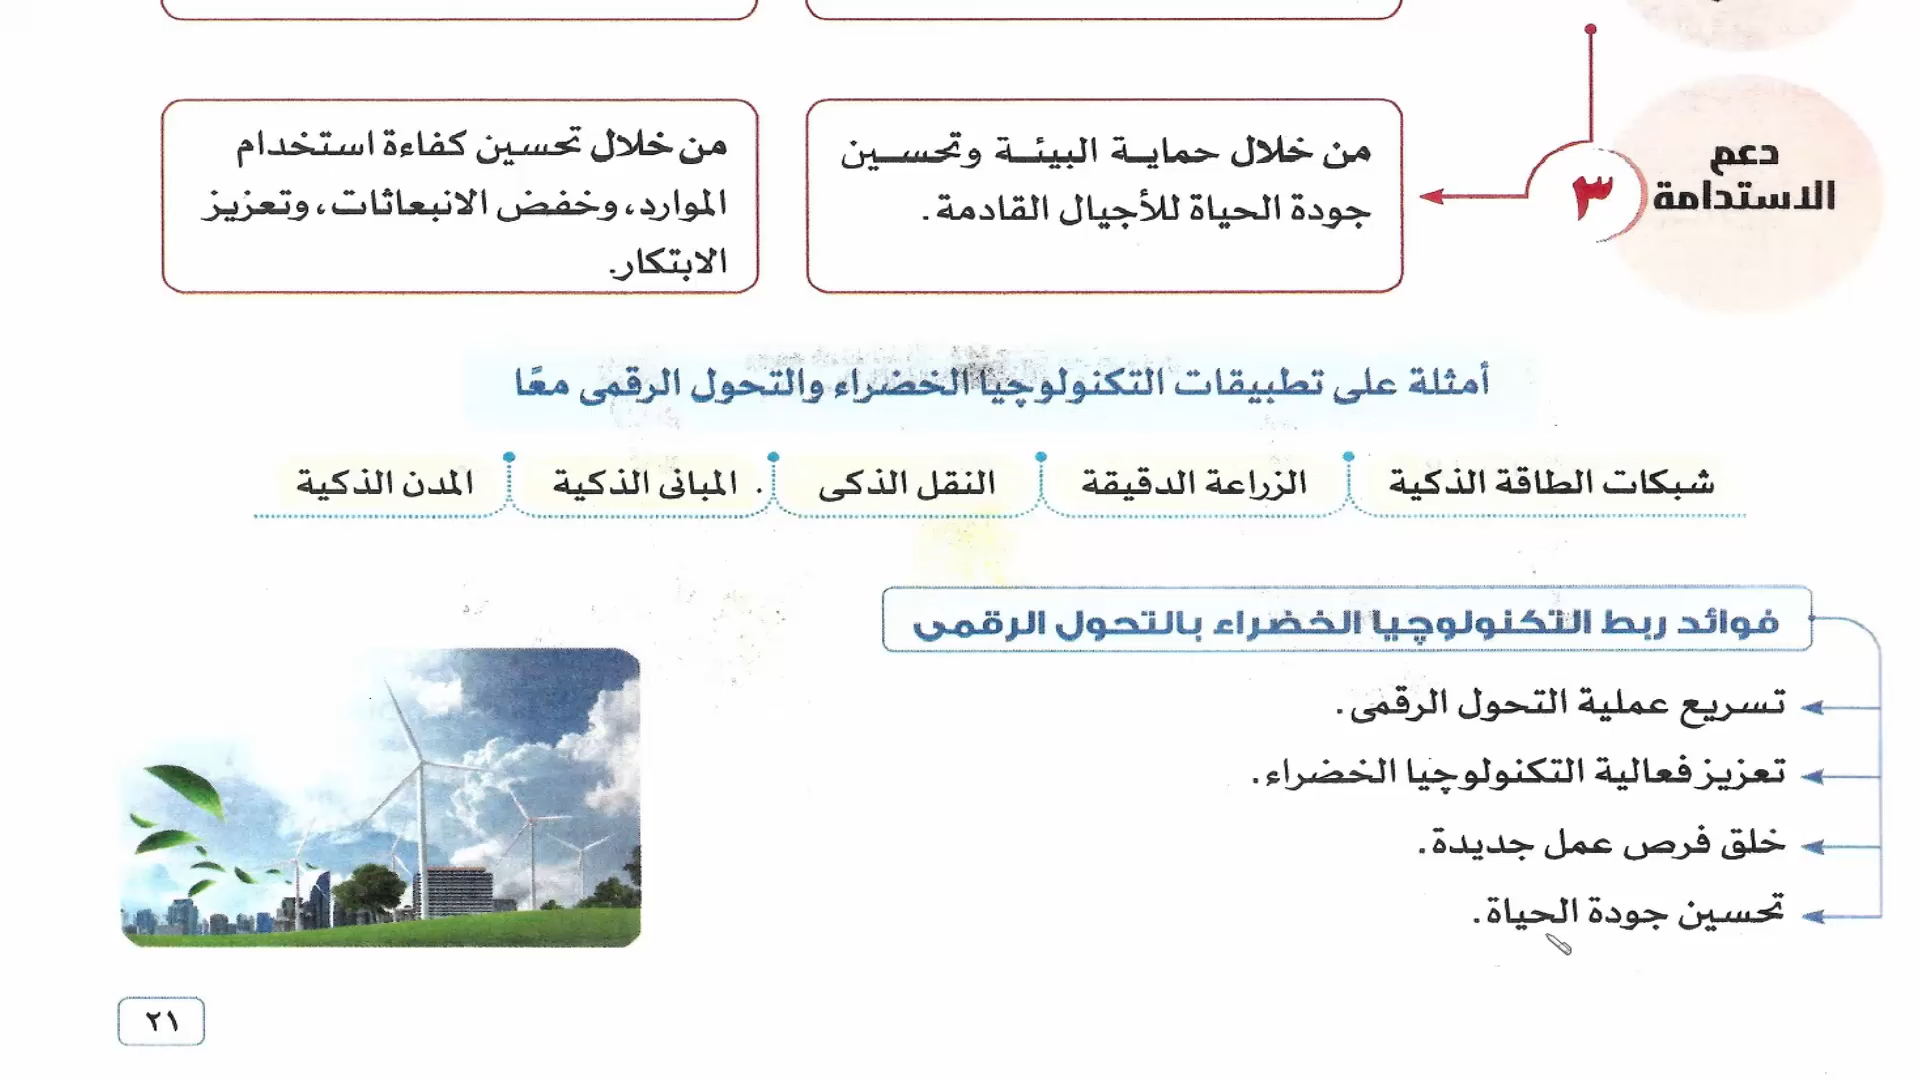 دعم
الاستدامة
٣
من خلال حماية البيئة وتحسين
جودة الحياة للأجيال القادمة.
من خلال تحسين كفاءة استخدام
الموارد، وخفض الانبعاثات، وتعزيز
الابتكار.
أمثلة على تطبيقات التكنولوچيا الخضراء والتحول الرقمى معًا
شبكات الطاقة الذكية
الزراعة الدقيقة
النقل الذكى
المبانى الذكية
المدن الذكية
فوائد ربط التكنولوچيا الخضراء بالتحول الرقمى
تسريع عملية التحول الرقمى.
تعزيز فعالية التكنولوچيا الخضراء.
خلق فرص عمل جديدة.
تحسين جودة الحياة.
٢١